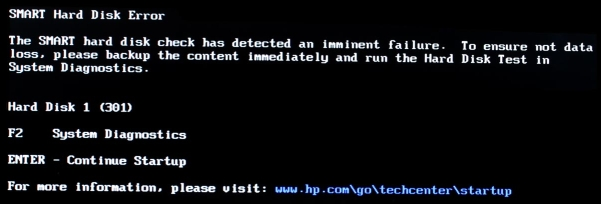 SMART Hard Disk Error
The SMART hard disk check has detected an imminent failure. To ensure not data
loss, please backup the content immediately and run the Hard Disk Test in
System Diagnostics.
Hard Disk 1 (301)
F2 System Diagnostics
ENTER - Continue Startup
For more information, please visit: www.hp.com\go\techcenter\startup